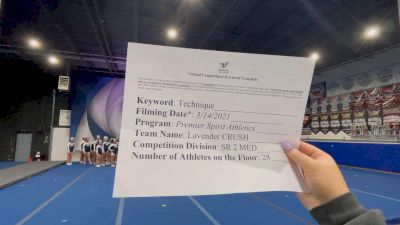 Virtual Competition Keyword Template
Keyword: Technique
Filming Date*: 3/14/2021
Program: Premier Spirit Athletics
Team Name: Lavender CRUSH
Competition Division: SR 2 MED
Number of Athletes on the Floor: 28